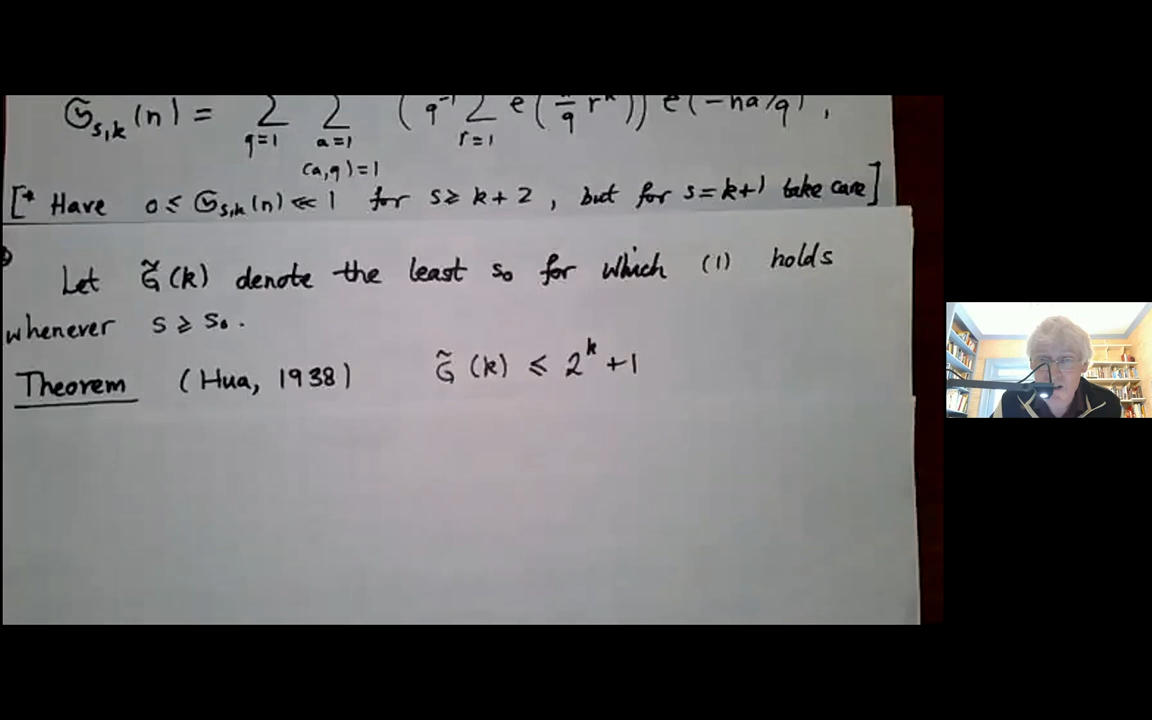 𝔖_{s,k}(n) = Σ_{q=1} Σ_{a=1, (a,q)=1} (q^{-1} Σ_{r=1} e(a/q r^k)) e(-na/q),
[* Have 0 ≤ 𝔖_{s,k}(n) ≪ 1 for s ≥ k + 2, but for s = k+1 take care]
Let G̃(k) denote the least s₀ for which (1) holds
whenever s ≥ s₀.
Theorem (Hua, 1938) G̃(k) ≤ 2^k + 1